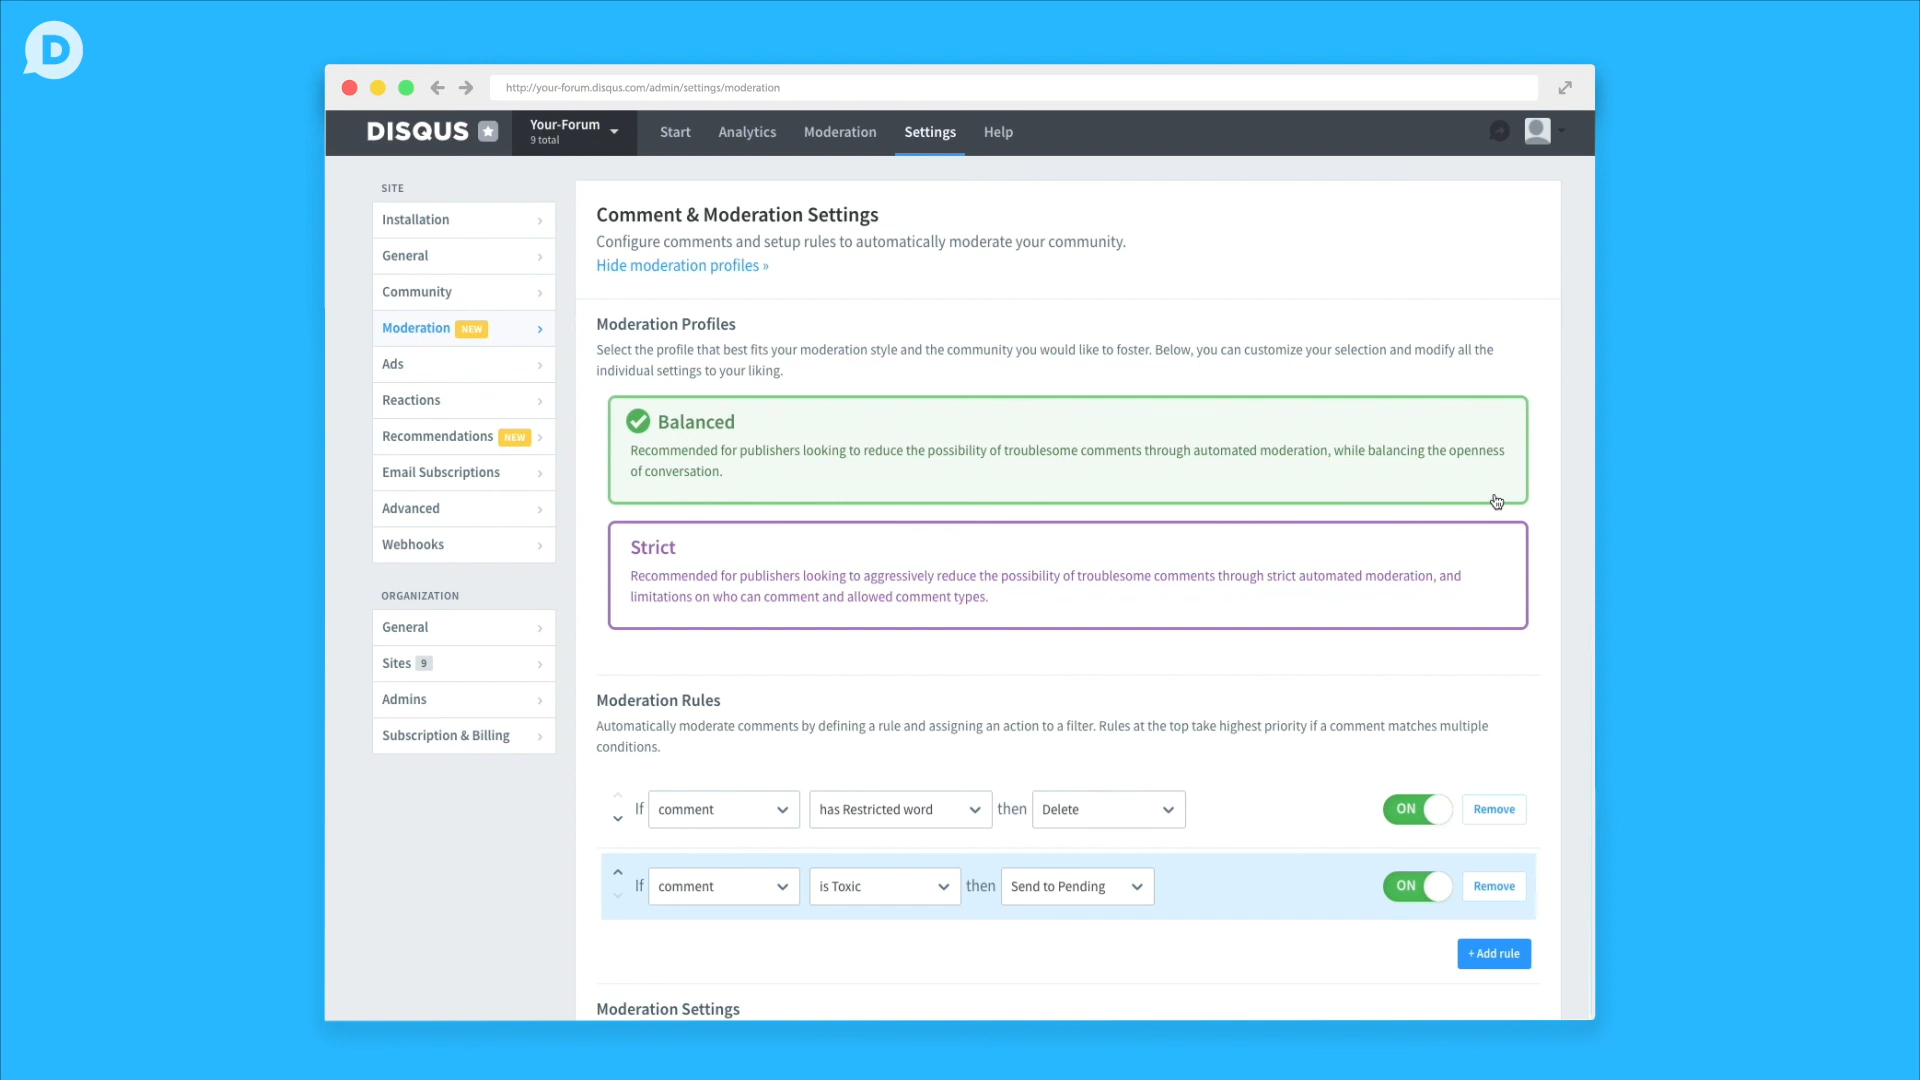 D
http://your-forum.disqus.com/admin/settings/moderation
DISQUS
Your-Forum
9 total
Start
Analytics
Moderation
Settings
Help
SITE
Installation
General
Community
Moderation NEW
Ads
Reactions
Recommendations NEW
Email Subscriptions
Advanced
Webhooks
ORGANIZATION
General
Sites 9
Admins
Subscription & Billing
Comment & Moderation Settings
Configure comments and setup rules to automatically moderate your community.
Hide moderation profiles »
Moderation Profiles
Select the profile that best fits your moderation style and the community you would like to foster. Below, you can customize your selection and modify all the
individual settings to your liking.
Balanced
Recommended for publishers looking to reduce the possibility of troublesome comments through automated moderation, while balancing the openness
of conversation.
Strict
Recommended for publishers looking to aggressively reduce the possibility of troublesome comments through strict automated moderation, and
limitations on who can comment and allowed comment types.
Moderation Rules
Automatically moderate comments by defining a rule and assigning an action to a filter. Rules at the top take highest priority if a comment matches multiple
conditions.
If comment has Restricted word then Delete ON Remove
If comment is Toxic then Send to Pending ON Remove
+ Add rule
Moderation Settings